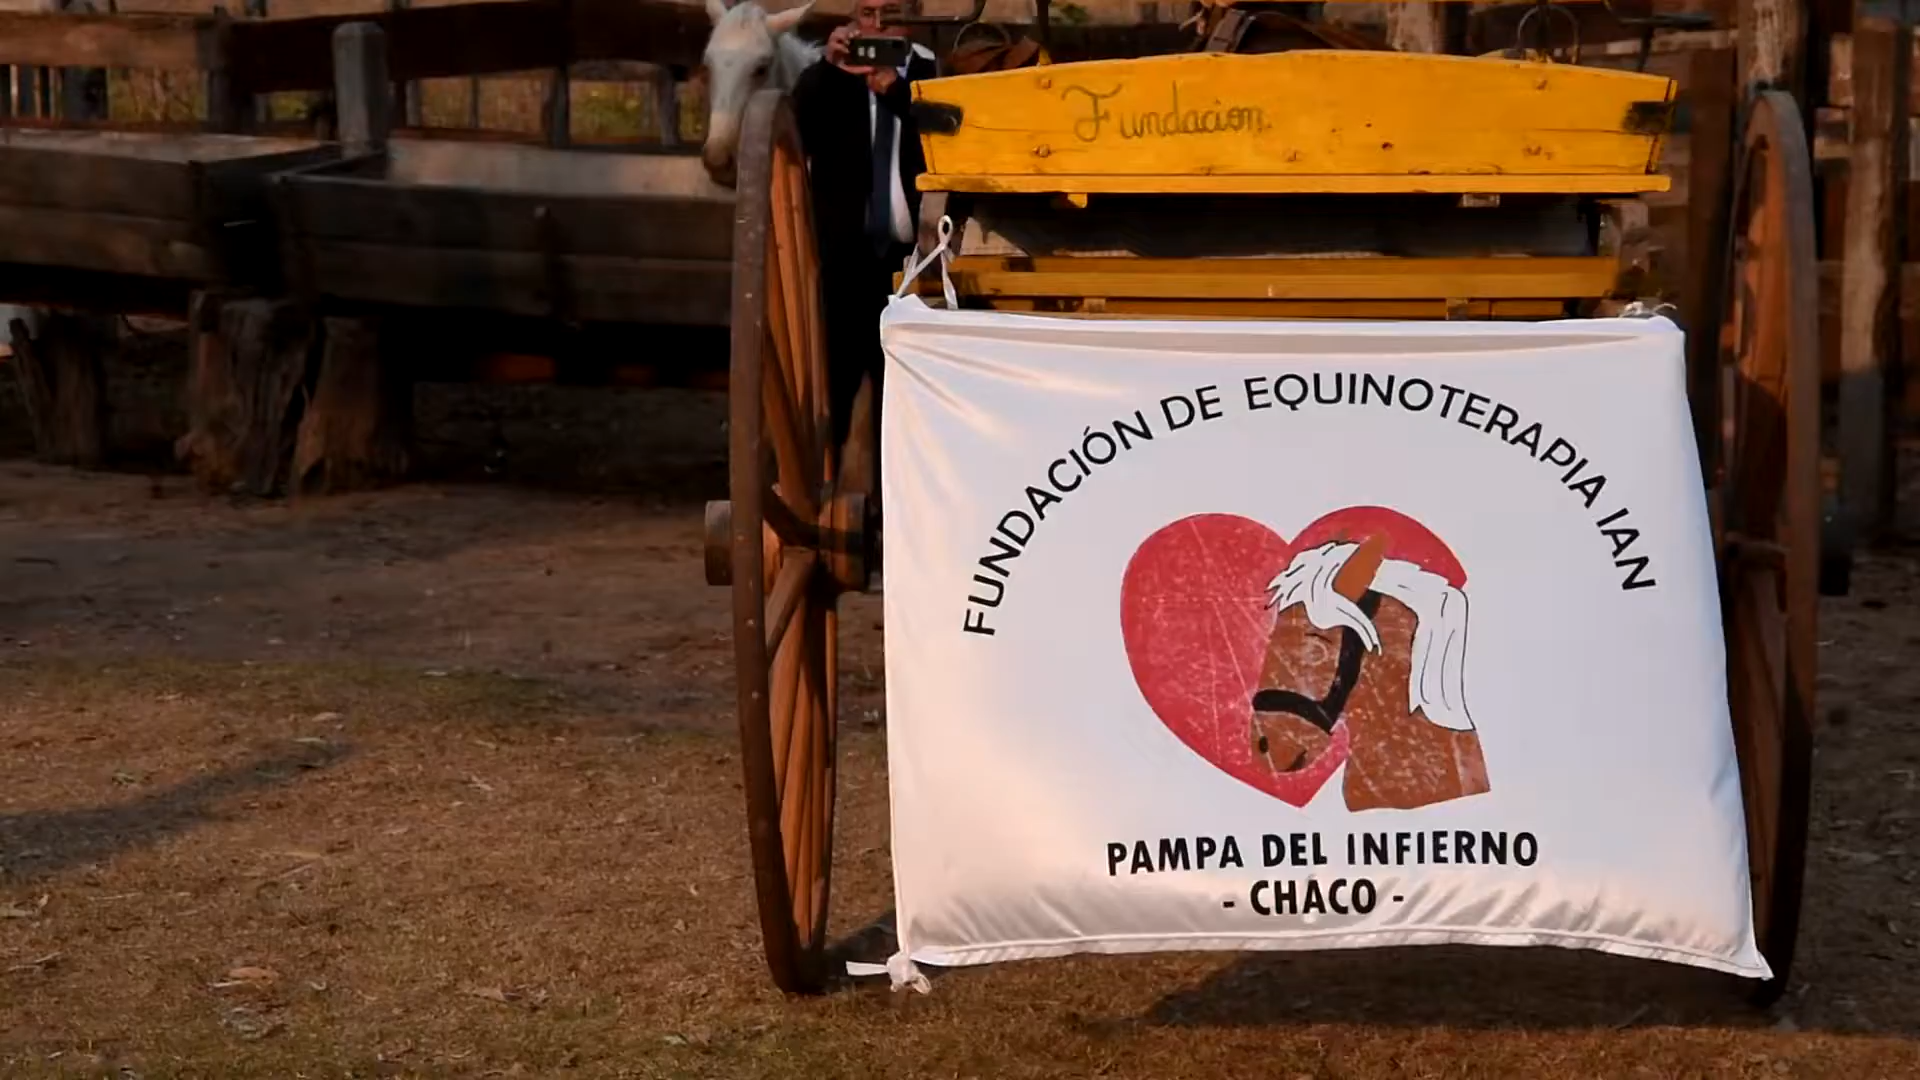 Fundacion
FUNDACIÓN DE EQUINOTERAPIA IAN
PAMPA DEL INFIERNO
- CHACO -